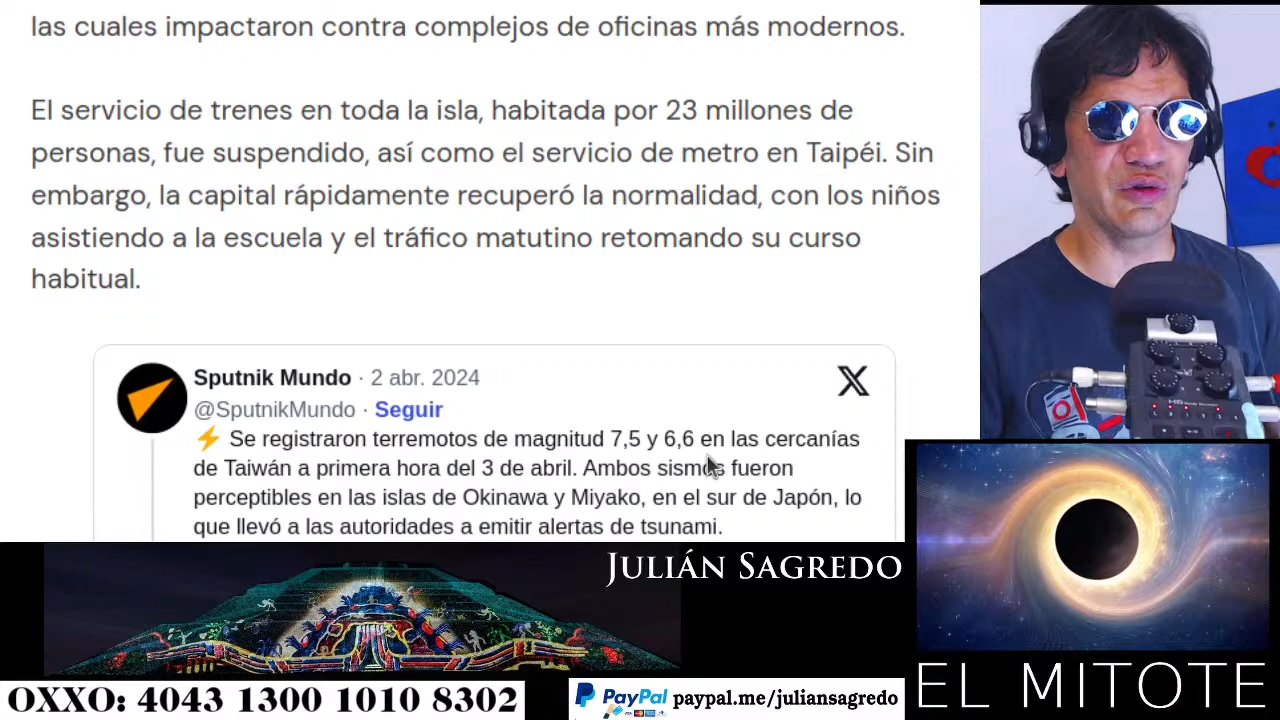 las cuales impactaron contra complejos de oficinas más modernos.
El servicio de trenes en toda la isla, habitada por 23 millones de
personas, fue suspendido, así como el servicio de metro en Taipéi. Sin
embargo, la capital rápidamente recuperó la normalidad, con los niños
asistiendo a la escuela y el tráfico matutino retomando su curso
habitual.
Sputnik Mundo · 2 abr. 2024
@SputnikMundo · Seguir
⚡ Se registraron terremotos de magnitud 7,5 y 6,6 en las cercanías
de Taiwán a primera hora del 3 de abril. Ambos sismos fueron
perceptibles en las islas de Okinawa y Miyako, en el sur de Japón, lo
que llevó a las autoridades a emitir alertas de tsunami.
JULIÁN SAGREDO
OXXO: 4043 1300 1010 8302
PayPal paypal.me/juliansagredo
EL MITOTE